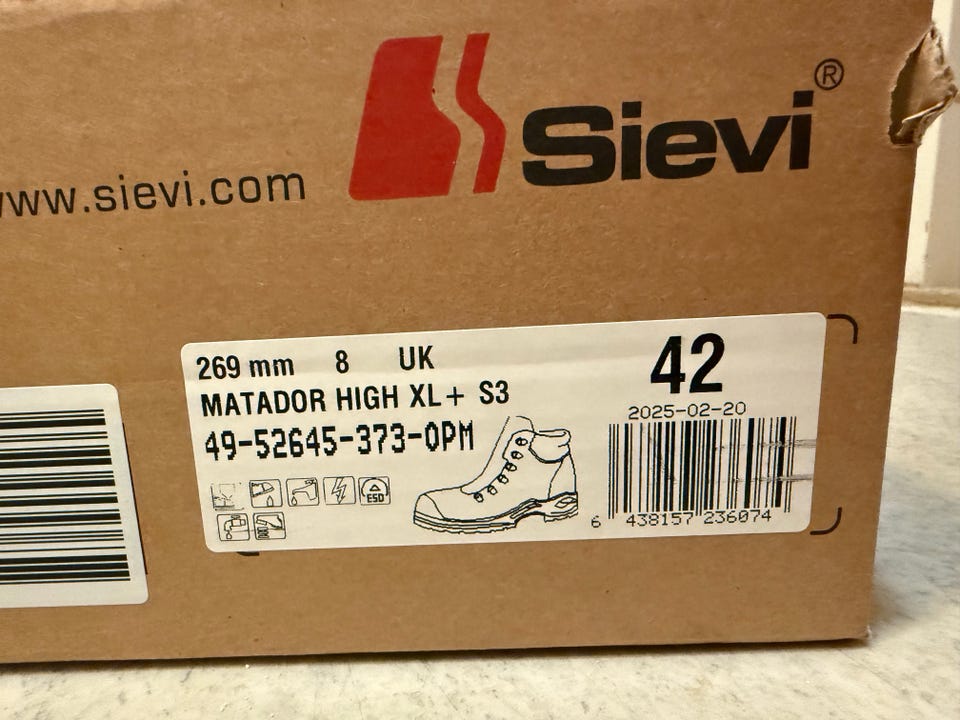 Sievi®
www.sievi.com
269 mm 8 UK
42
MATADOR HIGH XL+ S3
2025-02-20
49-52645-373-0PM
ESD
6 438157 236074